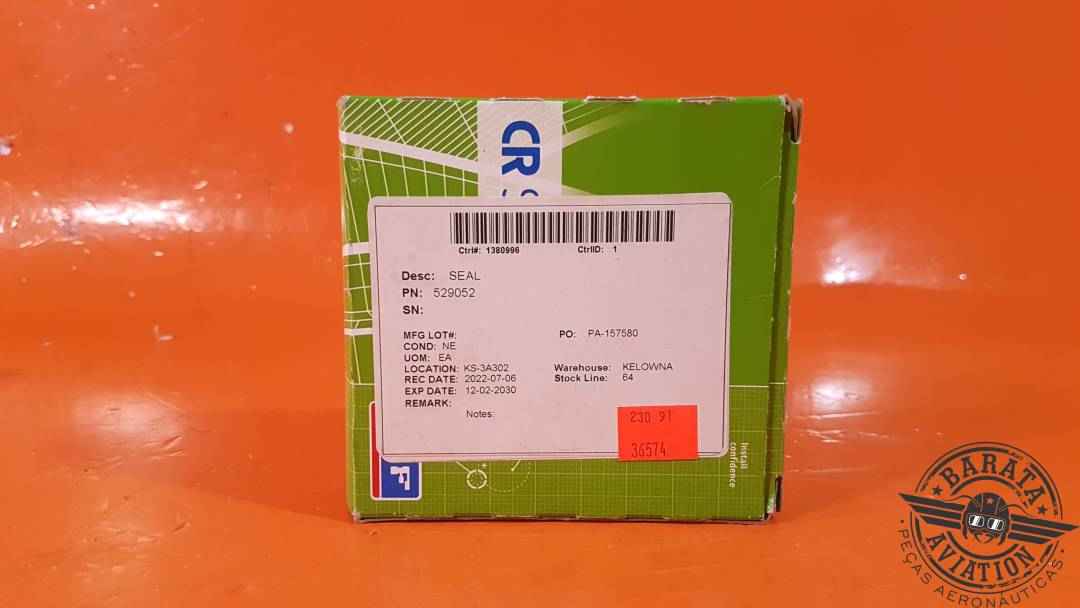 CR
Ctrl#: 1380996 CtrlID: 1
Desc: SEAL
PN: 529052
SN:
MFG LOT#: PO: PA-157580
COND: NE
UOM: EA
LOCATION: KS-3A302 Warehouse: KELOWNA
REC DATE: 2022-07-06 Stock Line: 64
EXP DATE: 12-02-2030
REMARK:
Notes:
230 91
36574
Install
confidence
F
BARATA
AVIATION
PEÇAS AERONÁUTICAS